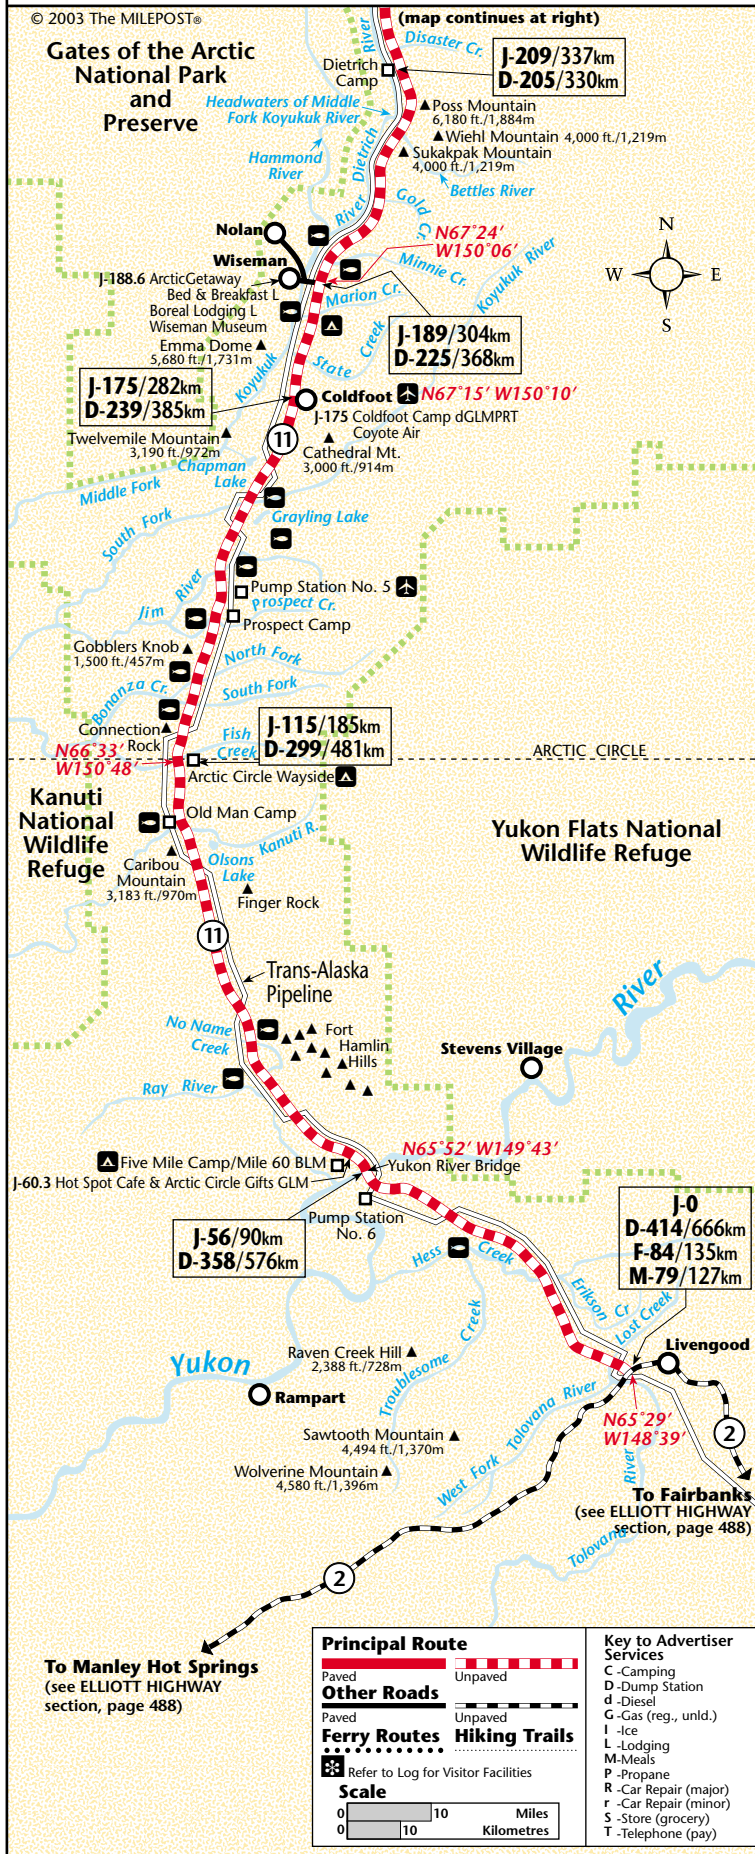 © 2003 The MILEPOST®
(map continues at right)
Gates of the Arctic
National Park
and
Preserve
River
Disaster Cr.
Dietrich
Camp
J-209/337km
D-205/330km
Headwaters of Middle
Fork Koyukuk River
Poss Mountain
6,180 ft./1,884m
Wiehl Mountain 4,000 ft./1,219m
Sukakpak Mountain
4,000 ft./1,219m
Hammond
River
Dietrich
River
Bettles River
Gold Cr.
Nolan
N67°24′
W150°06′
Wiseman
Minnie Cr.
Koyukuk River
N
W E
S
J-188.6 ArcticGetaway
Bed & Breakfast L
Boreal Lodging L
Wiseman Museum
Marion Cr.
J-189/304km
D-225/368km
Emma Dome
5,680 ft./1,731m
Koyukuk
State
Creek
J-175/282km
D-239/385km
Coldfoot
N67°15′ W150°10′
J-175 Coldfoot Camp dGLMPRT
Coyote Air
Twelvemile Mountain
3,190 ft./972m
11
Cathedral Mt.
3,000 ft./914m
Chapman
Lake
Middle Fork
South Fork
Grayling Lake
Jim River
Pump Station No. 5
Prospect Cr.
Prospect Camp
Gobblers Knob
1,500 ft./457m
North Fork
Bonanza Cr.
South Fork
Connection
Rock
Fish
Creek
J-115/185km
D-299/481km
N66°33′
W150°48′
ARCTIC CIRCLE
Arctic Circle Wayside
Kanuti
National
Wildlife
Refuge
Old Man Camp
Yukon Flats National
Wildlife Refuge
Kanuti R.
Olsons
Lake
Caribou
Mountain
3,183 ft./970m
Finger Rock
11
Trans-Alaska
Pipeline
River
No Name
Creek
Fort
Hamlin
Hills
Stevens Village
Ray River
N65°52′ W149°43′
Five Mile Camp/Mile 60 BLM
Yukon River Bridge
J-60.3 Hot Spot Cafe & Arctic Circle Gifts GLM
Pump Station
No. 6
J-56/90km
D-358/576km
J-0
D-414/666km
F-84/135km
M-79/127km
Hess Creek
Erikson Cr
Lost Creek
Troublesome Creek
Livengood
Raven Creek Hill
2,388 ft./728m
Yukon
Rampart
N65°29′
W148°39′
2
Sawtooth Mountain
4,494 ft./1,370m
West Fork Tolovana River
Wolverine Mountain
4,580 ft./1,396m
River
Tolovana
To Fairbanks
(see ELLIOTT HIGHWAY
section, page 488)
2
To Manley Hot Springs
(see ELLIOTT HIGHWAY
section, page 488)
Principal Route
Paved Unpaved
Other Roads
Paved Unpaved
Ferry Routes Hiking Trails
Refer to Log for Visitor Facilities
Scale
0 10 Miles
0 10 Kilometres
Key to Advertiser
Services
C -Camping
D -Dump Station
d -Diesel
G -Gas (reg., unld.)
I -Ice
L -Lodging
M -Meals
P -Propane
R -Car Repair (major)
r -Car Repair (minor)
S -Store (grocery)
T -Telephone (pay)